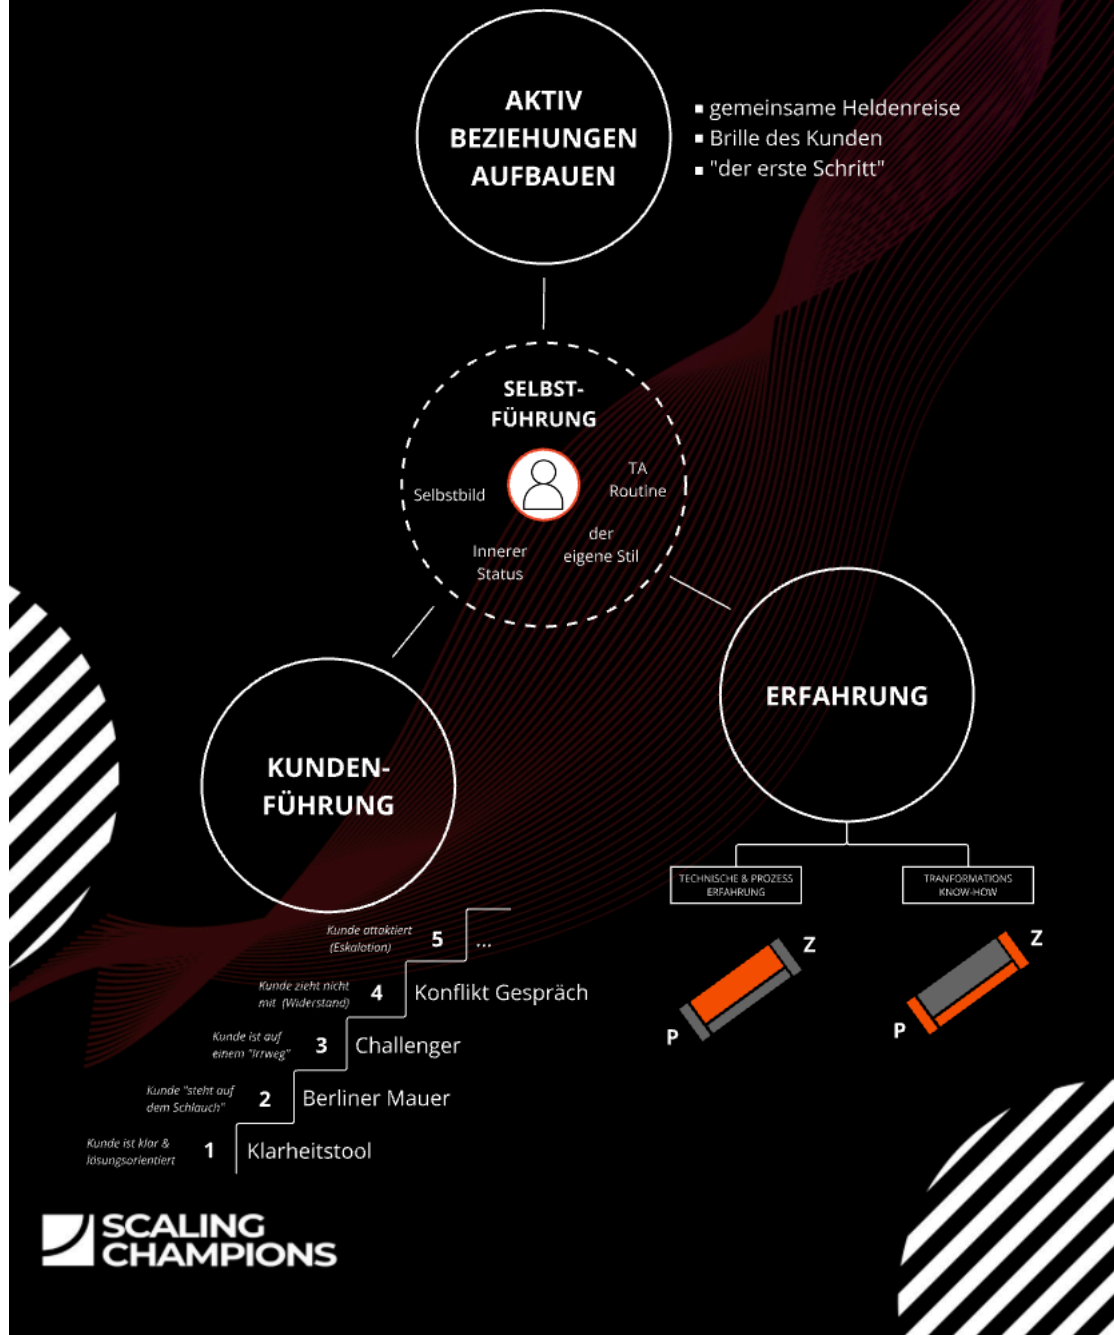 AKTIV
BEZIEHUNGEN
AUFBAUEN
▪ gemeinsame Heldenreise
▪ Brille des Kunden
▪ "der erste Schritt"
SELBST-
FÜHRUNG
Selbstbild
TA
Routine
Innerer
Status
der
eigene Stil
KUNDEN-
FÜHRUNG
ERFAHRUNG
TECHNISCHE & PROZESS
ERFAHRUNG
TRANFORMATIONS
KNOW-HOW
Z
P
Z
P
Kunde attaktiert
(Eskalation)
5
...
Kunde zieht nicht
mit (Widerstand)
4
Konflikt Gespräch
Kunde ist auf
einem "Irrweg"
3
Challenger
Kunde "steht auf
dem Schlauch"
2
Berliner Mauer
Kunde ist klar &
lösungsorientiert
1
Klarheitstool
SCALING
CHAMPIONS